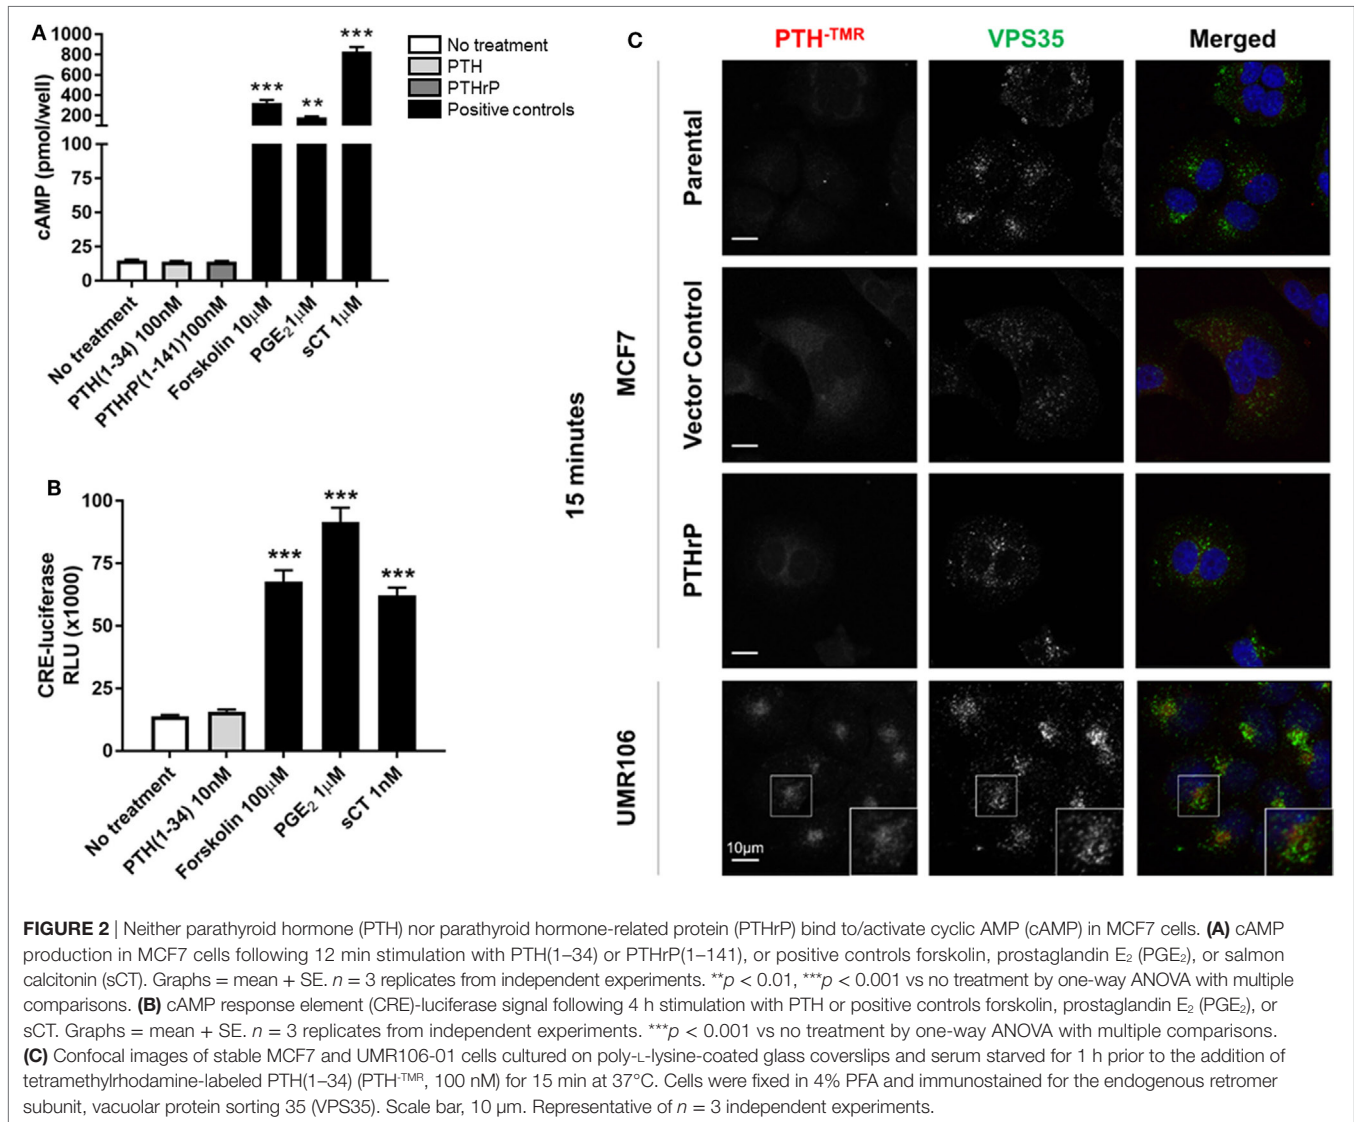 A
1000
800
600
400
200
100
75
50
25
0
cAMP (pmol/well)
***
**
***
No treatment
PTH(1-34) 100nM
PTHrP(1-141)100nM
Forskolin 10µM
PGE₂1µM
sCT 1µM
No treatment
PTH
PTHrP
Positive controls
B
100
75
50
25
0
CRE-luciferase
RLU (x1000)
***
***
***
No treatment
PTH(1-34) 10nM
Forskolin 100µM
PGE₂ 1µM
sCT 1nM
C
PTH-TMR
VPS35
Merged
15 minutes
MCF7
Parental
Vector Control
PTHrP
UMR106
10µm
FIGURE 2 | Neither parathyroid hormone (PTH) nor parathyroid hormone-related protein (PTHrP) bind to/activate cyclic AMP (cAMP) in MCF7 cells. (A) cAMP
production in MCF7 cells following 12 min stimulation with PTH(1–34) or PTHrP(1–141), or positive controls forskolin, prostaglandin E₂ (PGE₂), or salmon
calcitonin (sCT). Graphs = mean + SE. n = 3 replicates from independent experiments. **p < 0.01, ***p < 0.001 vs no treatment by one-way ANOVA with multiple
comparisons. (B) cAMP response element (CRE)-luciferase signal following 4 h stimulation with PTH or positive controls forskolin, prostaglandin E₂ (PGE₂), or
sCT. Graphs = mean + SE. n = 3 replicates from independent experiments. ***p < 0.001 vs no treatment by one-way ANOVA with multiple comparisons.
(C) Confocal images of stable MCF7 and UMR106-01 cells cultured on poly-L-lysine-coated glass coverslips and serum starved for 1 h prior to the addition of
tetramethylrhodamine-labeled PTH(1–34) (PTH-TMR, 100 nM) for 15 min at 37°C. Cells were fixed in 4% PFA and immunostained for the endogenous retromer
subunit, vacuolar protein sorting 35 (VPS35). Scale bar, 10 µm. Representative of n = 3 independent experiments.